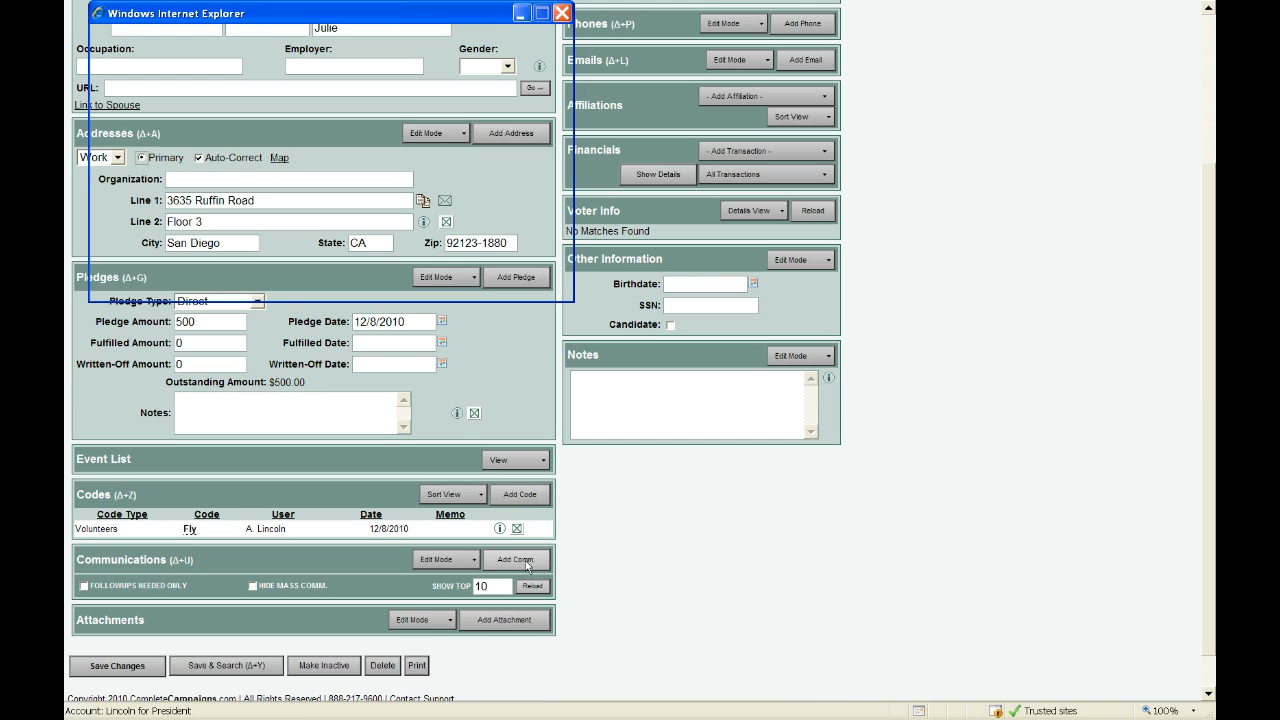 Windows Internet Explorer
Julie
Occupation: Employer: Gender:
URL: Go →
Link to Spouse
Addresses (Δ+A) Edit Mode Add Address
Work Primary Auto-Correct Map
Organization:
Line 1: 3635 Ruffin Road
Line 2: Floor 3
City: San Diego State: CA Zip: 92123-1880
Pledges (Δ+G) Edit Mode Add Pledge
Pledge Type: Direct
Pledge Amount: 500 Pledge Date: 12/8/2010
Fulfilled Amount: 0 Fulfilled Date:
Written-Off Amount: 0 Written-Off Date:
Outstanding Amount: $500.00
Notes:
Event List View
Codes (Δ+Z) Sort View Add Code
Code Type Code User Date Memo
Volunteers Fly A. Lincoln 12/8/2010
Communications (Δ+U) Edit Mode Add Comm.
FOLLOWUPS NEEDED ONLY HIDE MASS COMM. SHOW TOP 10 Reload
Attachments Edit Mode Add Attachment
Save Changes Save & Search (Δ+Y) Make Inactive Delete Print
Copyright 2010 CompleteCampaigns.com | All Rights Reserved | 888-217-9600 | Contact Support
Phones (Δ+P) Edit Mode Add Phone
Emails (Δ+L) Edit Mode Add Email
Affiliations - Add Affiliation -
Sort View
Financials - Add Transaction -
Show Details All Transactions
Voter Info Details View Reload
No Matches Found
Other Information Edit Mode
Birthdate:
SSN:
Candidate:
Notes Edit Mode
Account: Lincoln for President Trusted sites 100%